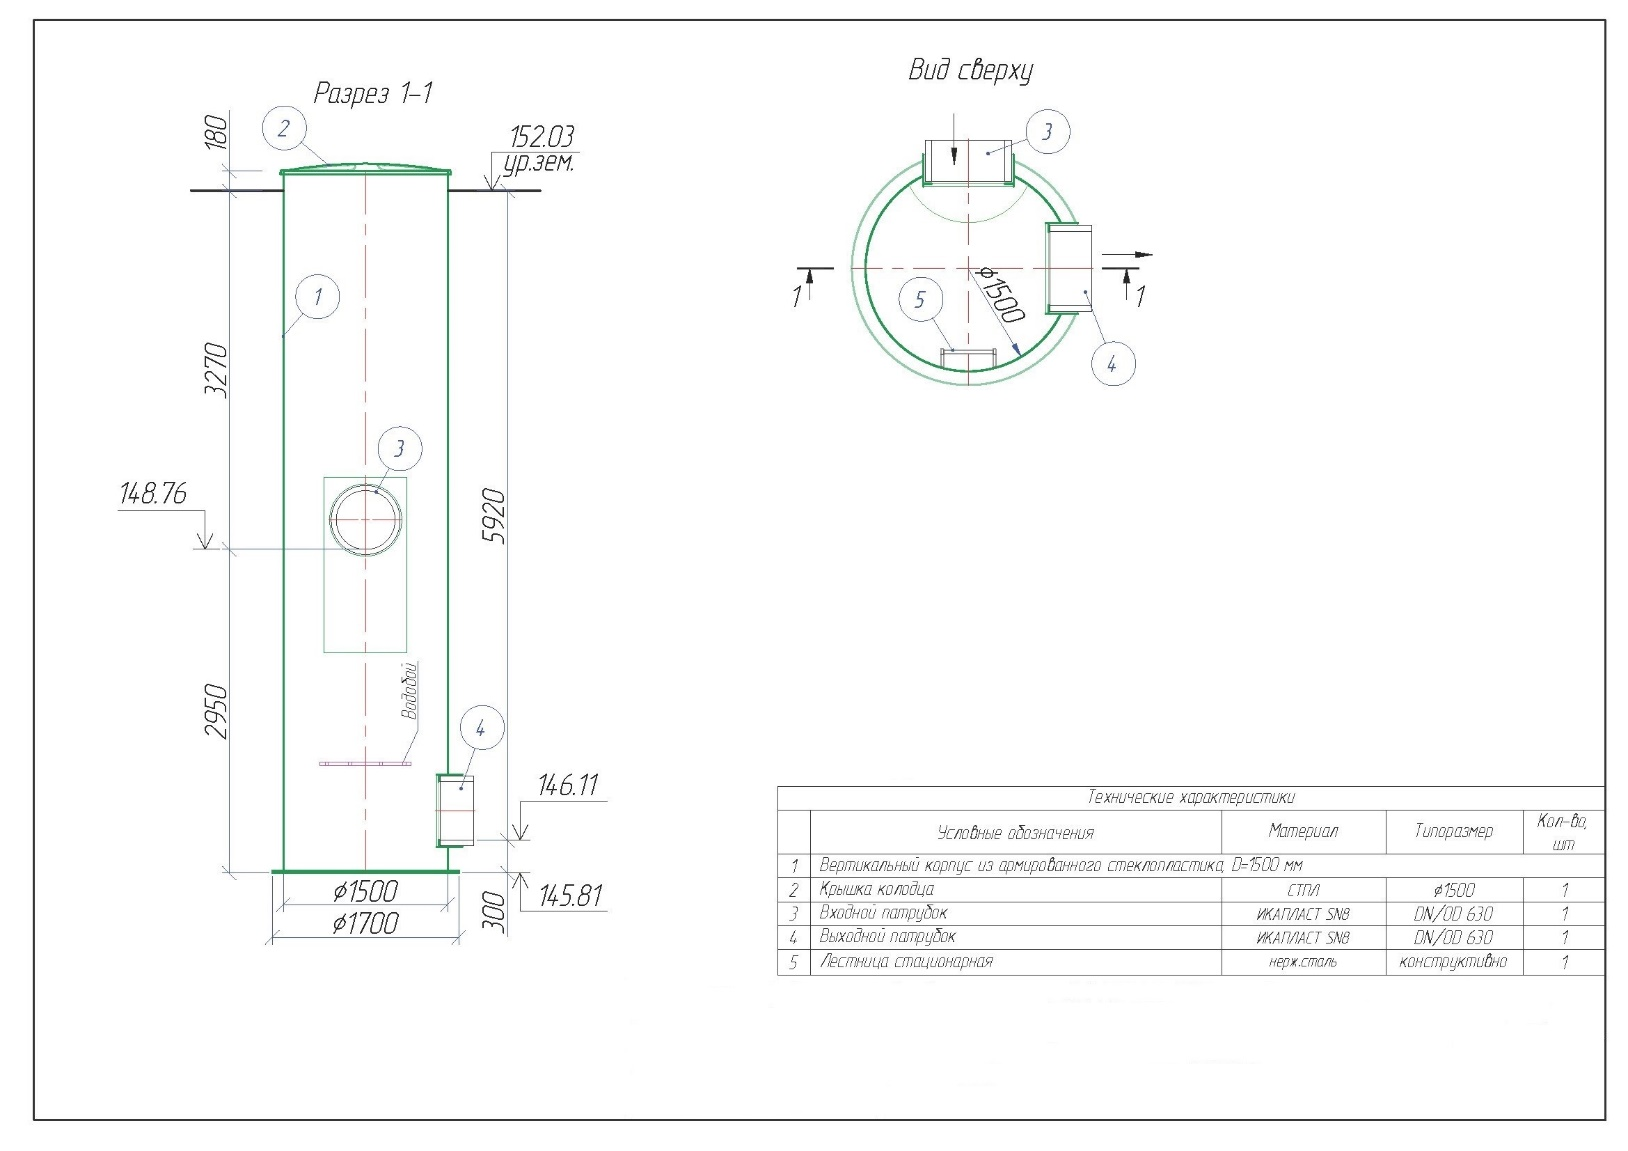 Разрез 1-1
2
180
152.03
ур.зем.
1
3270
3
148.76
5920
2950
Водобой
4
146.11
145.81
300
ϕ1500
ϕ1700
Вид сверху
3
5
ϕ1500
1
1
4
Технические характеристики
Условные обозначения Материал Типоразмер Кол-во,
шт
1 Вертикальный корпус из армированного стеклопластика, D=1500 мм
2 Крышка колодца СТПЛ ϕ1500 1
3 Входной патрубок ИКАПЛАСТ SN8 DN/OD 630 1
4 Выходной патрубок ИКАПЛАСТ SN8 DN/OD 630 1
5 Лестница стационарная нерж.сталь конструктивно 1